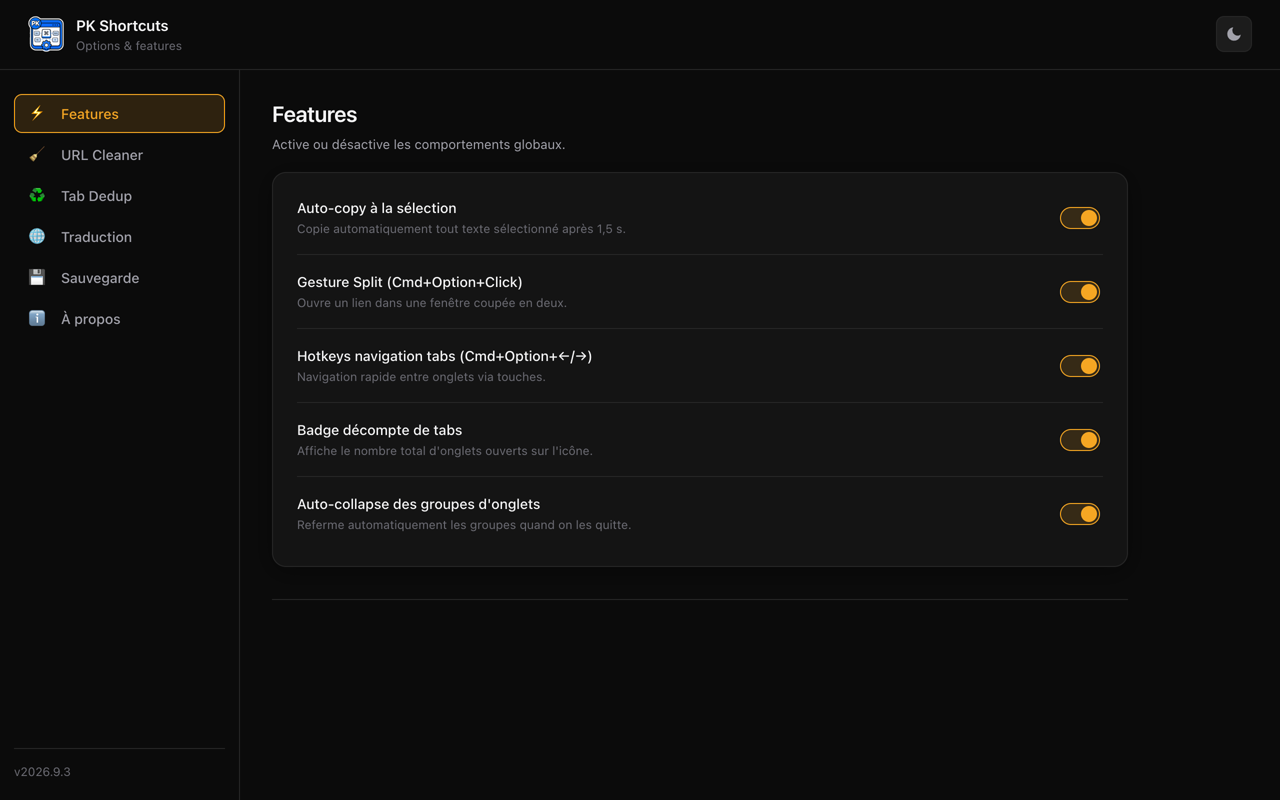 PK
PK Shortcuts
Options & features
Features
URL Cleaner
Tab Dedup
Traduction
Sauvegarde
À propos
v2026.9.3
Features
Active ou désactive les comportements globaux.
Auto-copy à la sélection
Copie automatiquement tout texte sélectionné après 1,5 s.
Gesture Split (Cmd+Option+Click)
Ouvre un lien dans une fenêtre coupée en deux.
Hotkeys navigation tabs (Cmd+Option+←/→)
Navigation rapide entre onglets via touches.
Badge décompte de tabs
Affiche le nombre total d'onglets ouverts sur l'icône.
Auto-collapse des groupes d'onglets
Referme automatiquement les groupes quand on les quitte.